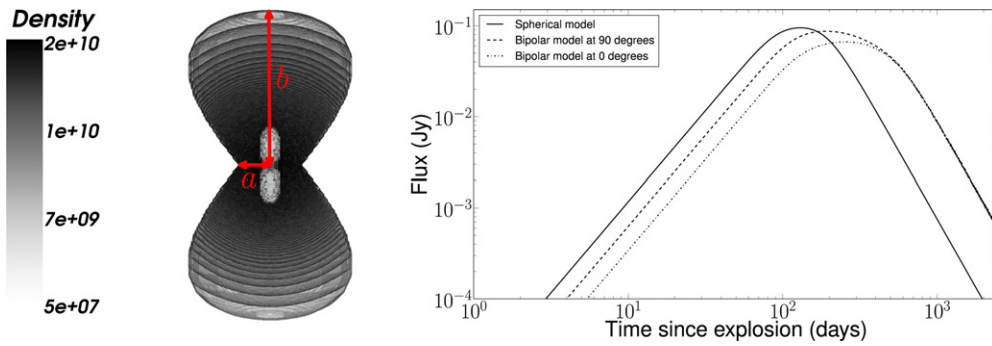 Density
2e+10
1e+10
7e+09
5e+07
b
a
Spherical model
Bipolar model at 90 degrees
Bipolar model at 0 degrees
Flux (Jy)
10⁻¹
10⁻²
10⁻³
10⁻⁴
10⁰ 10¹ 10² 10³
Time since explosion (days)